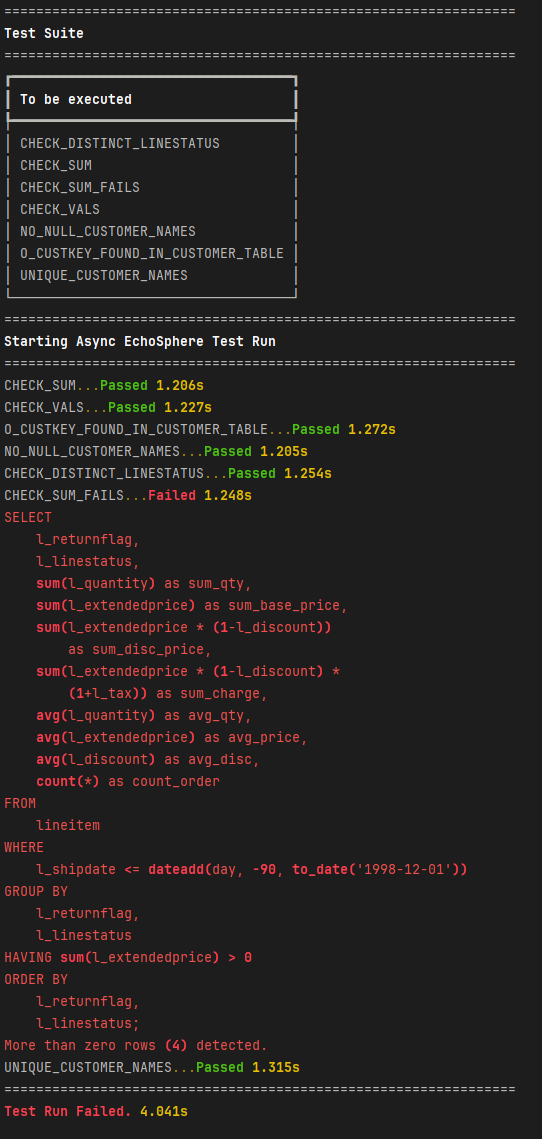 ================================================================
Test Suite
================================================================
To be executed
CHECK_DISTINCT_LINESTATUS
CHECK_SUM
CHECK_SUM_FAILS
CHECK_VALS
NO_NULL_CUSTOMER_NAMES
O_CUSTKEY_FOUND_IN_CUSTOMER_TABLE
UNIQUE_CUSTOMER_NAMES
================================================================
Starting Async EchoSphere Test Run
================================================================
CHECK_SUM...Passed 1.206s
CHECK_VALS...Passed 1.227s
O_CUSTKEY_FOUND_IN_CUSTOMER_TABLE...Passed 1.272s
NO_NULL_CUSTOMER_NAMES...Passed 1.205s
CHECK_DISTINCT_LINESTATUS...Passed 1.254s
CHECK_SUM_FAILS...Failed 1.248s
SELECT
    l_returnflag,
    l_linestatus,
    sum(l_quantity) as sum_qty,
    sum(l_extendedprice) as sum_base_price,
    sum(l_extendedprice * (1-l_discount))
        as sum_disc_price,
    sum(l_extendedprice * (1-l_discount) *
        (1+l_tax)) as sum_charge,
    avg(l_quantity) as avg_qty,
    avg(l_extendedprice) as avg_price,
    avg(l_discount) as avg_disc,
    count(*) as count_order
FROM
    lineitem
WHERE
    l_shipdate <= dateadd(day, -90, to_date('1998-12-01'))
GROUP BY
    l_returnflag,
    l_linestatus
HAVING sum(l_extendedprice) > 0
ORDER BY
    l_returnflag,
    l_linestatus;
More than zero rows (4) detected.
UNIQUE_CUSTOMER_NAMES...Passed 1.315s
================================================================
Test Run Failed. 4.041s